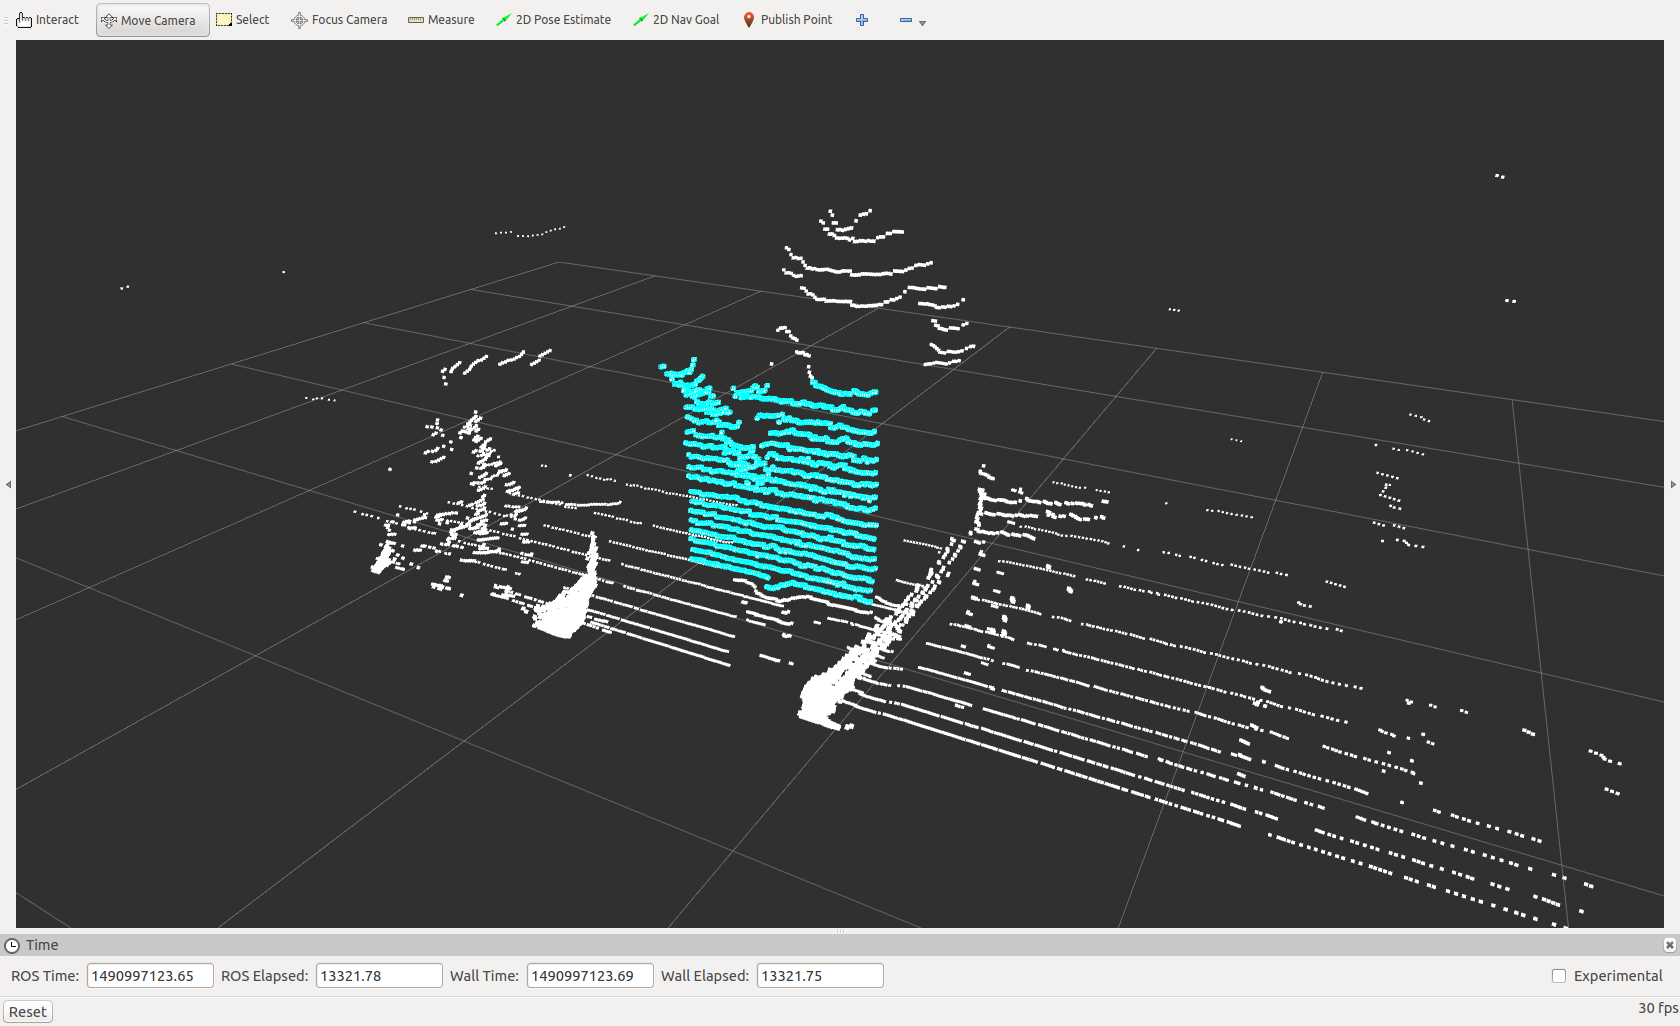 Interact Move Camera Select Focus Camera Measure 2D Pose Estimate 2D Nav Goal Publish Point
Time
ROS Time: 1490997123.65 ROS Elapsed: 13321.78 Wall Time: 1490997123.69 Wall Elapsed: 13321.75 Experimental
Reset 30 fps